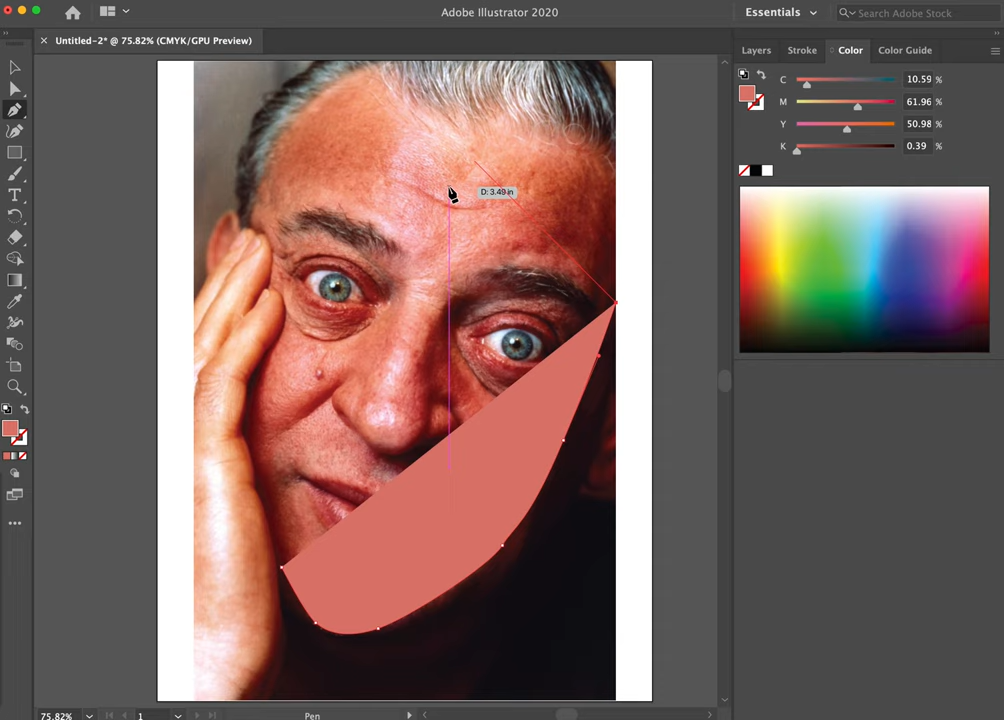 Adobe Illustrator 2020
Essentials
Search Adobe Stock
Untitled-2* @ 75.82% (CMYK/GPU Preview)
Layers
Stroke
Color
Color Guide
C 10.59 %
M 61.96 %
Y 50.98 %
K 0.39 %
D: 3.49 in
T
75.82%
1
Pen